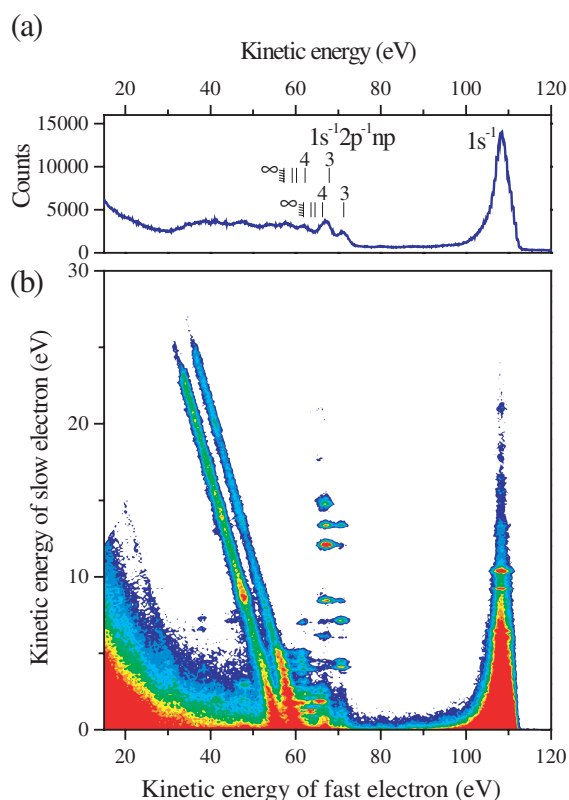 (a)
Kinetic energy (eV)
20 40 60 80 100 120
15000
10000
5000
0
Counts
1s⁻¹2p⁻¹np
1s⁻¹
∞ 4 3
∞ 4 3
(b)
30
20
10
0
Kinetic energy of slow electron (eV)
20 40 60 80 100 120
Kinetic energy of fast electron (eV)